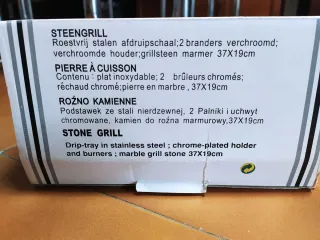 STEENGRILL
Roestvrij stalen afdruipschaal; 2 branders verchroomd;
verchroomde houder; grillsteen marmer 37X19cm
PIERRE À CUISSON
Contenu : plat inoxydable; 2 brûleurs chromés;
réchaud chromé; pierre en marbre , 37X19cm
ROŻNO KAMIENNE
Podstawek ze stali nierdzewnej, 2 Palniki i uchwyt
chromowane, kamien do rożna marmurowy, 37X19cm
STONE GRILL
Drip-tray in stainless steel ; chrome-plated holder
and burners ; marble grill stone 37X19cm